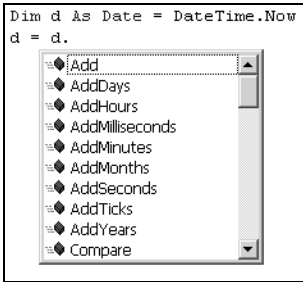 Dim d As Date = DateTime.Now
d = d.
Add
AddDays
AddHours
AddMilliseconds
AddMinutes
AddMonths
AddSeconds
AddTicks
AddYears
Compare